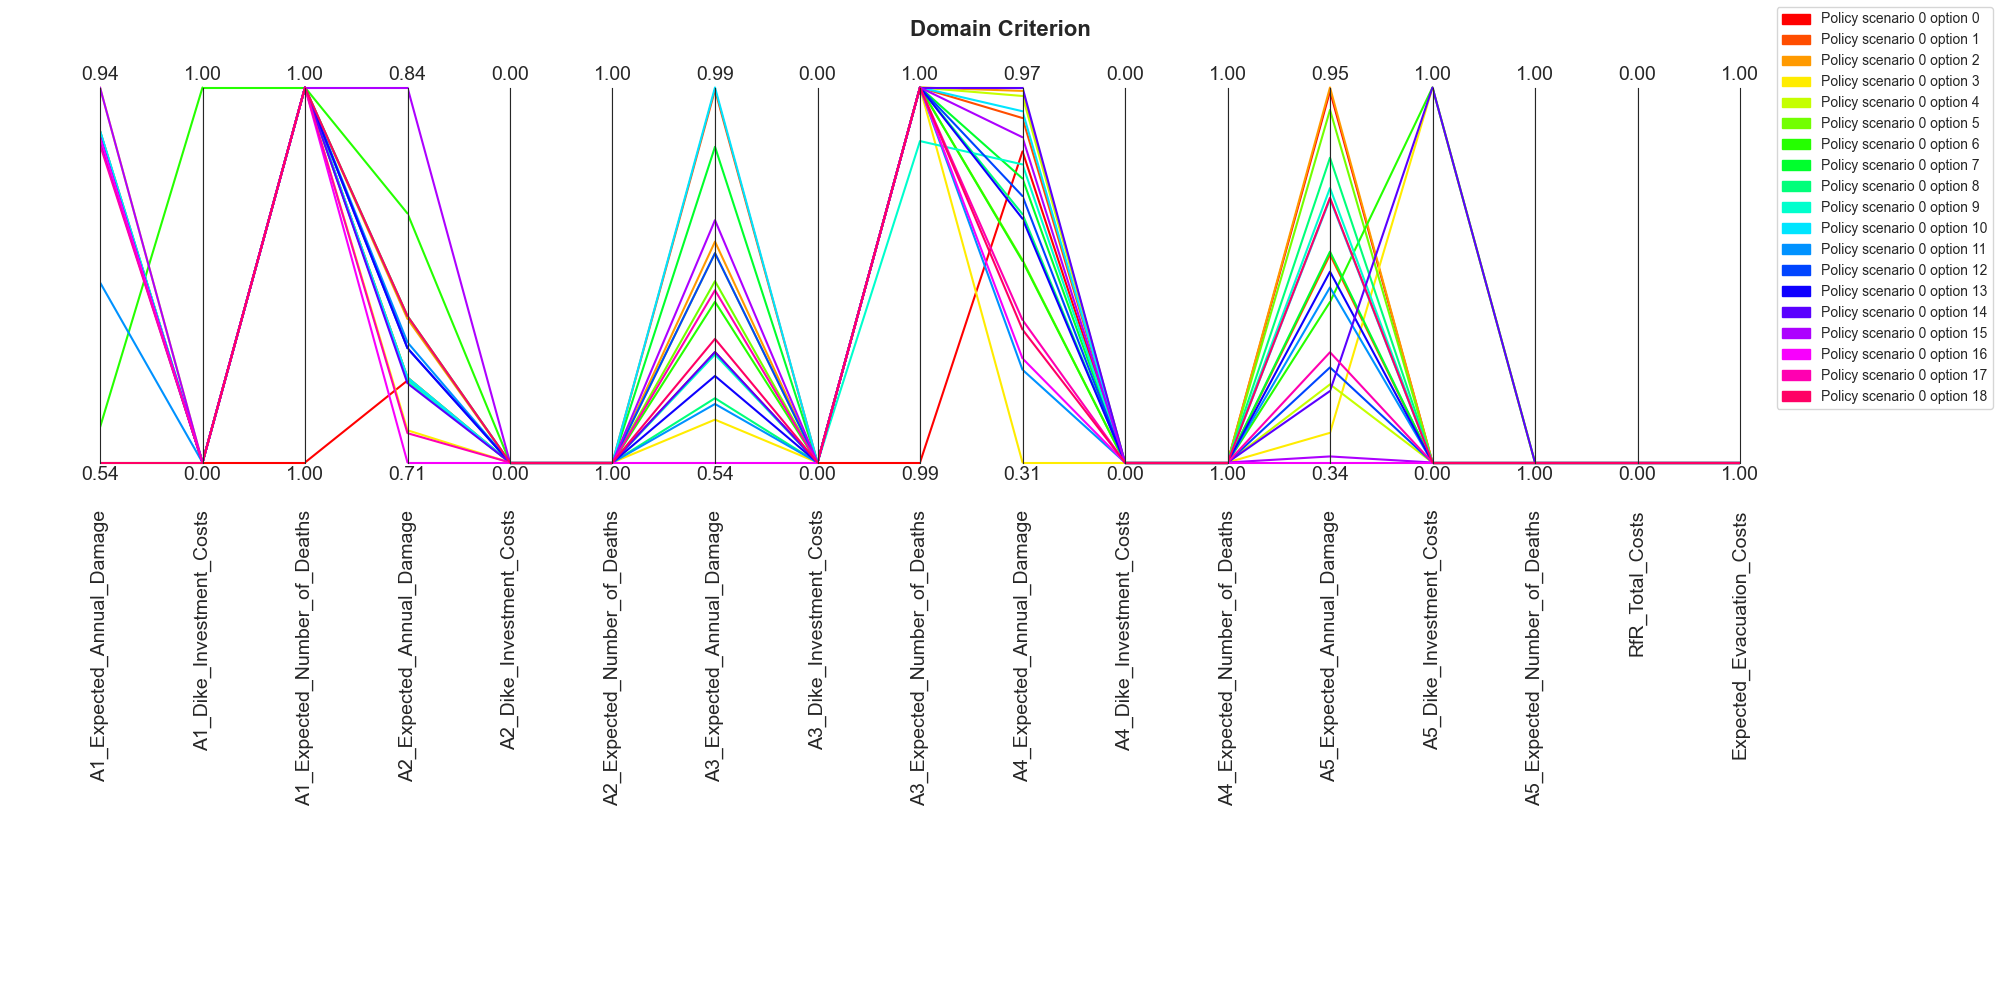 Domain Criterion
0.94 1.00 1.00 0.84 0.00 1.00 0.99 0.00 1.00 0.97 0.00 1.00 0.95 1.00 1.00 0.00 1.00
0.54 0.00 1.00 0.71 0.00 1.00 0.54 0.00 0.99 0.31 0.00 1.00 0.34 0.00 1.00 0.00 1.00
A1_Expected_Annual_Damage
A1_Dike_Investment_Costs
A1_Expected_Number_of_Deaths
A2_Expected_Annual_Damage
A2_Dike_Investment_Costs
A2_Expected_Number_of_Deaths
A3_Expected_Annual_Damage
A3_Dike_Investment_Costs
A3_Expected_Number_of_Deaths
A4_Expected_Annual_Damage
A4_Dike_Investment_Costs
A4_Expected_Number_of_Deaths
A5_Expected_Annual_Damage
A5_Dike_Investment_Costs
A5_Expected_Number_of_Deaths
RfR_Total_Costs
Expected_Evacuation_Costs
Policy scenario 0 option 0
Policy scenario 0 option 1
Policy scenario 0 option 2
Policy scenario 0 option 3
Policy scenario 0 option 4
Policy scenario 0 option 5
Policy scenario 0 option 6
Policy scenario 0 option 7
Policy scenario 0 option 8
Policy scenario 0 option 9
Policy scenario 0 option 10
Policy scenario 0 option 11
Policy scenario 0 option 12
Policy scenario 0 option 13
Policy scenario 0 option 14
Policy scenario 0 option 15
Policy scenario 0 option 16
Policy scenario 0 option 17
Policy scenario 0 option 18